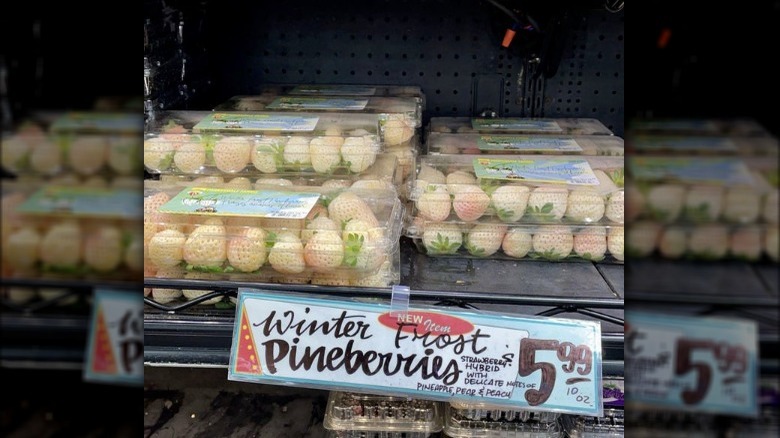 NEW Item
Winter Frost
Pineberries
STRAWBERRY
HYBRID
WITH
DELICATE NOTES OF
PINEAPPLE, PEAR & PEACH
5.99
10 oz.